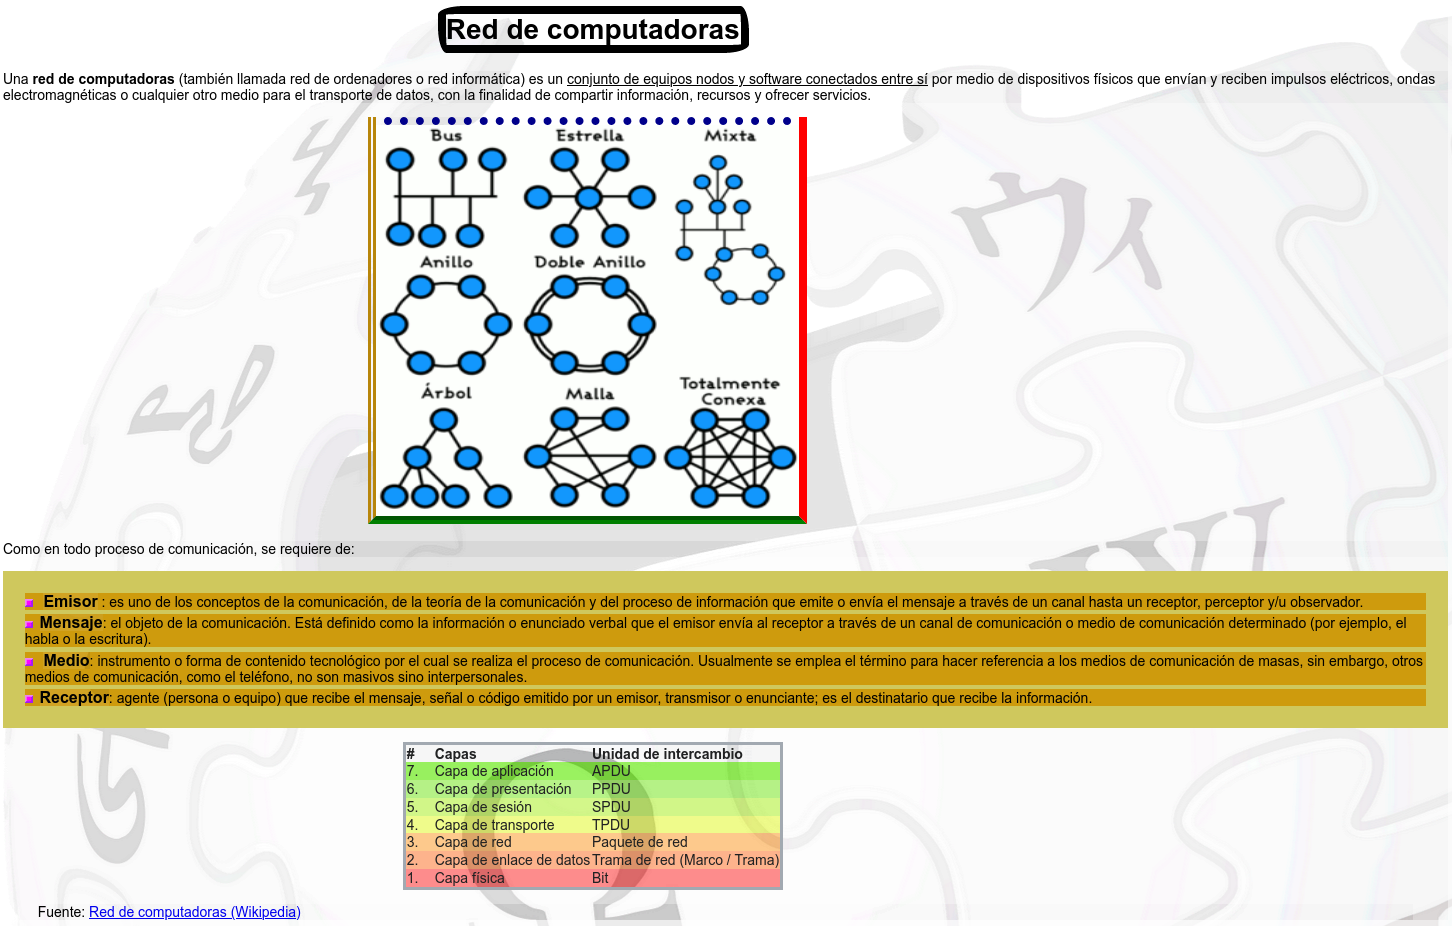 Red de computadoras
Una red de computadoras (también llamada red de ordenadores o red informática) es un conjunto de equipos nodos y software conectados entre sí por medio de dispositivos físicos que envían y reciben impulsos eléctricos, ondas
electromagnéticas o cualquier otro medio para el transporte de datos, con la finalidad de compartir información, recursos y ofrecer servicios.
Bus Estrella Mixta
Anillo Doble Anillo
Árbol Malla Totalmente
Conexa
Como en todo proceso de comunicación, se requiere de:
Emisor : es uno de los conceptos de la comunicación, de la teoría de la comunicación y del proceso de información que emite o envía el mensaje a través de un canal hasta un receptor, perceptor y/u observador.
Mensaje: el objeto de la comunicación. Está definido como la información o enunciado verbal que el emisor envía al receptor a través de un canal de comunicación o medio de comunicación determinado (por ejemplo, el
habla o la escritura).
Medio: instrumento o forma de contenido tecnológico por el cual se realiza el proceso de comunicación. Usualmente se emplea el término para hacer referencia a los medios de comunicación de masas, sin embargo, otros
medios de comunicación, como el teléfono, no son masivos sino interpersonales.
Receptor: agente (persona o equipo) que recibe el mensaje, señal o código emitido por un emisor, transmisor o enunciante; es el destinatario que recibe la información.
# Capas Unidad de intercambio
7. Capa de aplicación APDU
6. Capa de presentación PPDU
5. Capa de sesión SPDU
4. Capa de transporte TPDU
3. Capa de red Paquete de red
2. Capa de enlace de datos Trama de red (Marco / Trama)
1. Capa física Bit
Fuente: Red de computadoras (Wikipedia)
ウィ
W
Ω